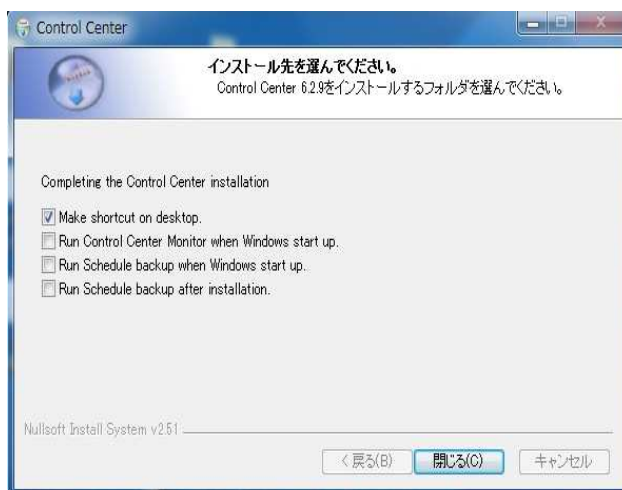 Control Center
インストール先を選んでください。
Control Center 6.2.9をインストールするフォルダを選んでください。
Completing the Control Center installation
Make shortcut on desktop.
Run Control Center Monitor when Windows start up.
Run Schedule backup when Windows start up.
Run Schedule backup after installation.
Nullsoft Install System v2.51
< 戻る(B)
閉じる(C)
キャンセル